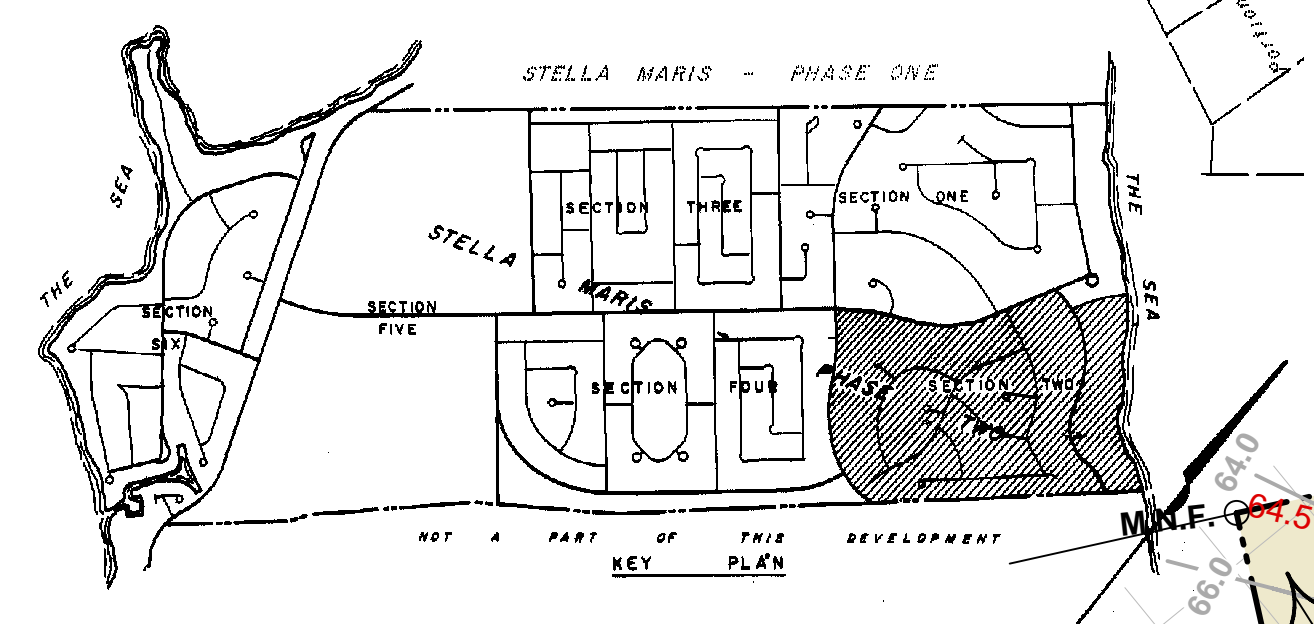 STELLA MARIS - PHASE ONE
THE SEA
THE SEA
SECTION ONE
SECTION THREE
STELLA MARIS
PHASE TWO
SECTION FIVE
SECTION SIX
SECTION FOUR
SECTION TWO
NOT A PART OF THIS DEVELOPMENT
KEY PLAN
M.N.F.
64.0
64.5
66.0